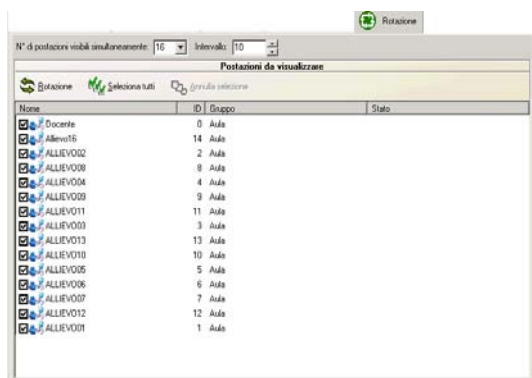 Rotazione
N° di postazioni visibili simultaneamente: 16 Intervallo: 10
Postazioni da visualizzare
Rotazione Seleziona tutti Annulla selezione
Nome ID Gruppo Stato
Docente 0 Aula
Allievo16 14 Aula
ALLIEVO02 2 Aula
ALLIEVO08 8 Aula
ALLIEVO04 4 Aula
ALLIEVO09 9 Aula
ALLIEVO11 11 Aula
ALLIEVO03 3 Aula
ALLIEVO13 13 Aula
ALLIEVO10 10 Aula
ALLIEVO05 5 Aula
ALLIEVO06 6 Aula
ALLIEVO07 7 Aula
ALLIEVO12 12 Aula
ALLIEVO01 1 Aula